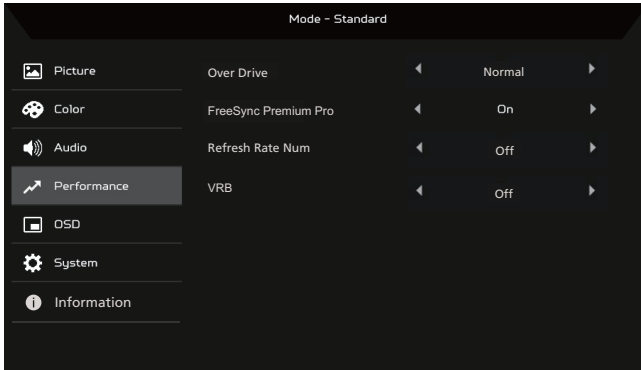 Mode - Standard
Picture
Over Drive Normal
Color
FreeSync Premium Pro On
Audio
Refresh Rate Num Off
Performance
VRB Off
OSD
System
Information